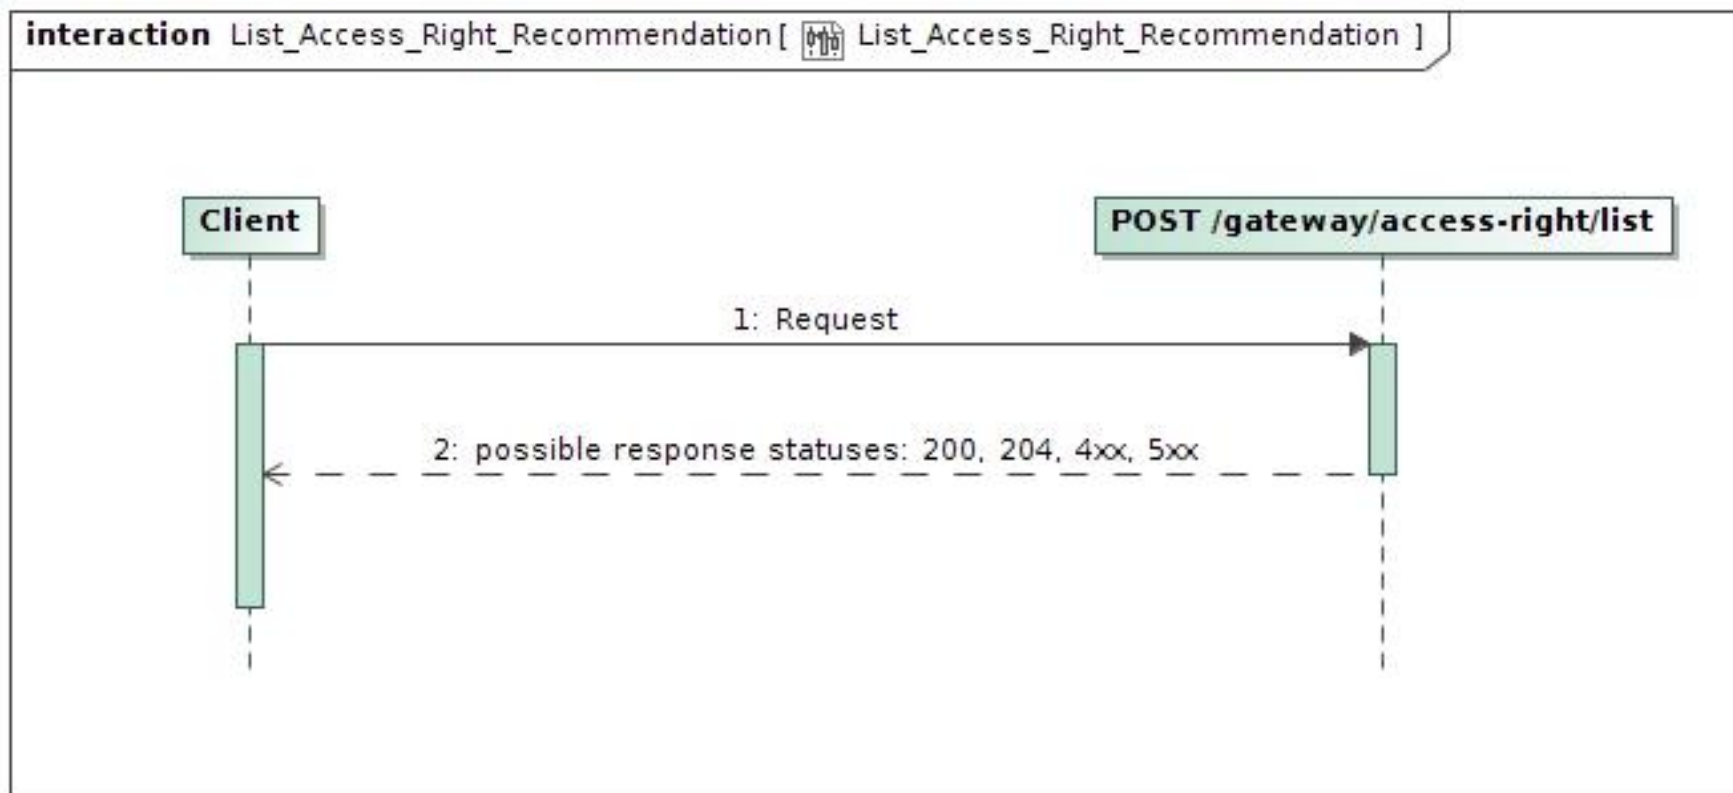 interaction List_Access_Right_Recommendation[ List_Access_Right_Recommendation ]
Client
POST /gateway/access-right/list
1: Request
2: possible response statuses: 200, 204, 4xx, 5xx